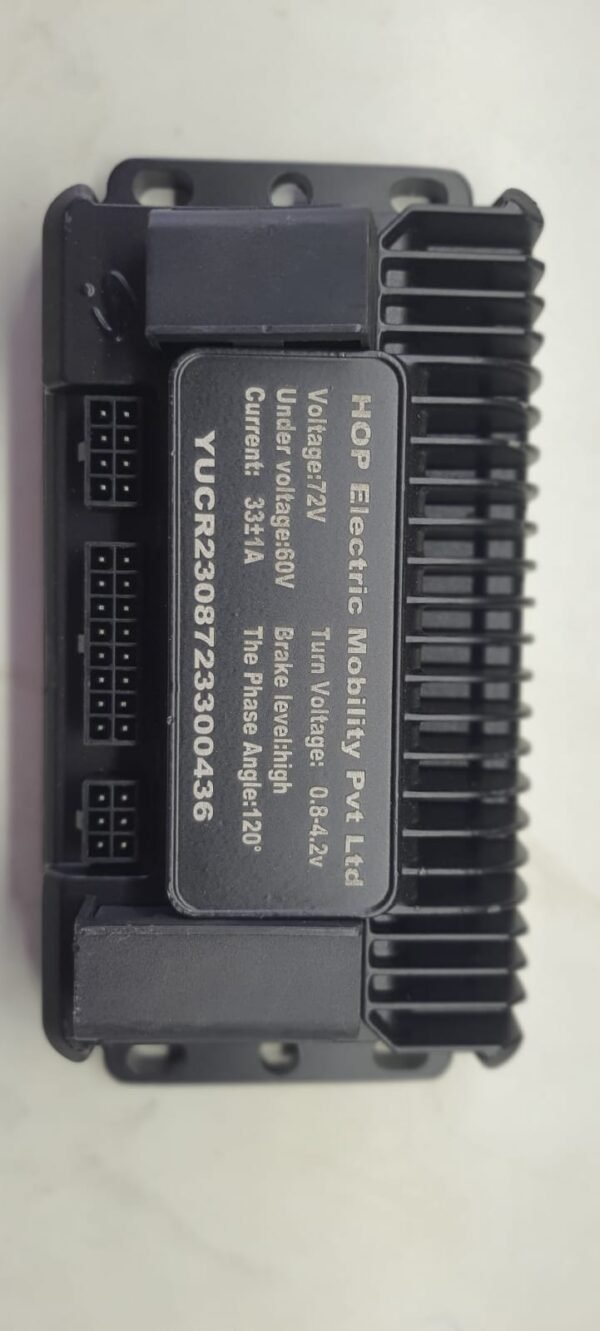 HOP Electric Mobility Pvt Ltd
Voltage:72V Turn Voltage: 0.8-4.2v
Under voltage:60V Brake level:high
Current: 33±1A The Phase Angle:120°
YUCR2308723300436